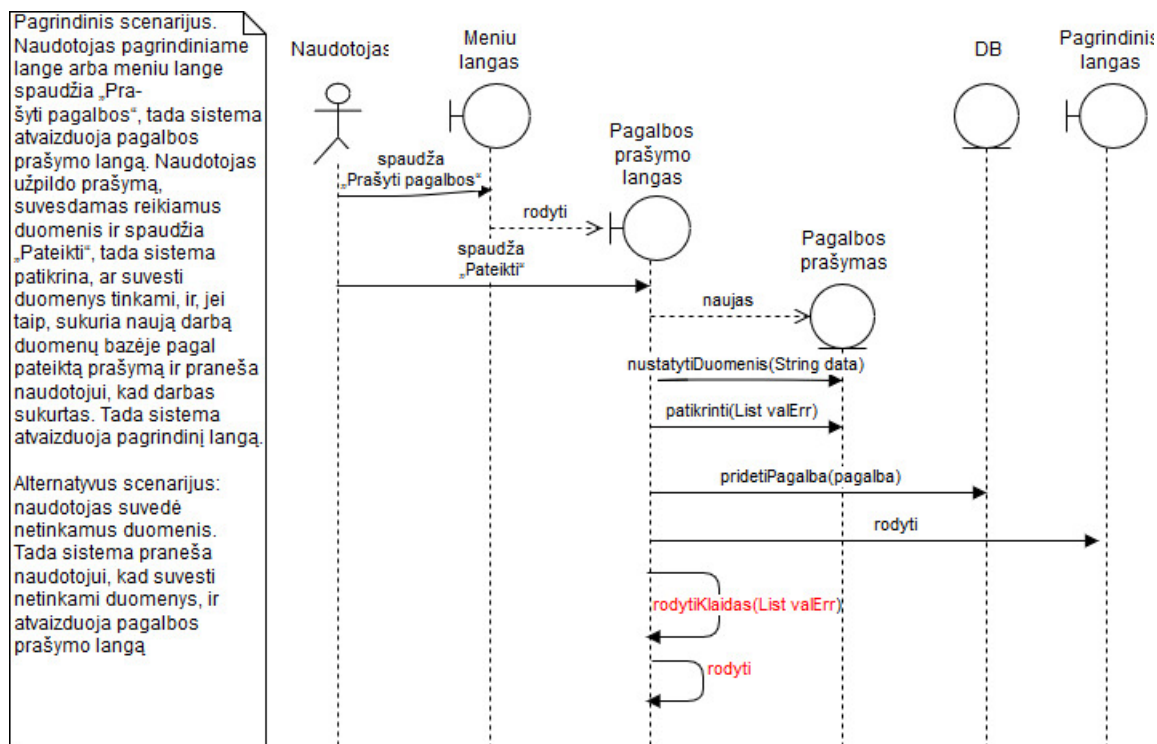 Pagrindinis scenarijus.
Naudotojas pagrindiniame
lange arba meniu lange
spaudžia „Pra-
šyti pagalbos“, tada sistema
atvaizduoja pagalbos
prašymo langą. Naudotojas
užpildo prašymą,
suvesdamas reikiamus
duomenis ir spaudžia
„Pateikti“, tada sistema
patikrina, ar suvesti
duomenys tinkami, ir, jei
taip, sukuria naują darbą
duomenų bazėje pagal
pateiktą prašymą ir praneša
naudotojui, kad darbas
sukurtas. Tada sistema
atvaizduoja pagrindinį langą.
Alternatyvus scenarijus:
naudotojas suvedė
netinkamus duomenis.
Tada sistema praneša
naudotojui, kad suvesti
netinkami duomenys, ir
atvaizduoja pagalbos
prašymo langą
Naudotojas
Meniu
langas
DB
Pagrindinis
langas
Pagalbos
prašymo
langas
spaudža
„Prašyti pagalbos“
rodyti
Pagalbos
prašymas
spaudža
„Pateikti“
naujas
nustatytiDuomenis(String data)
patikrinti(List valErr)
pridetiPagalba(pagalba)
rodyti
rodytiKlaidas(List valErr)
rodyti